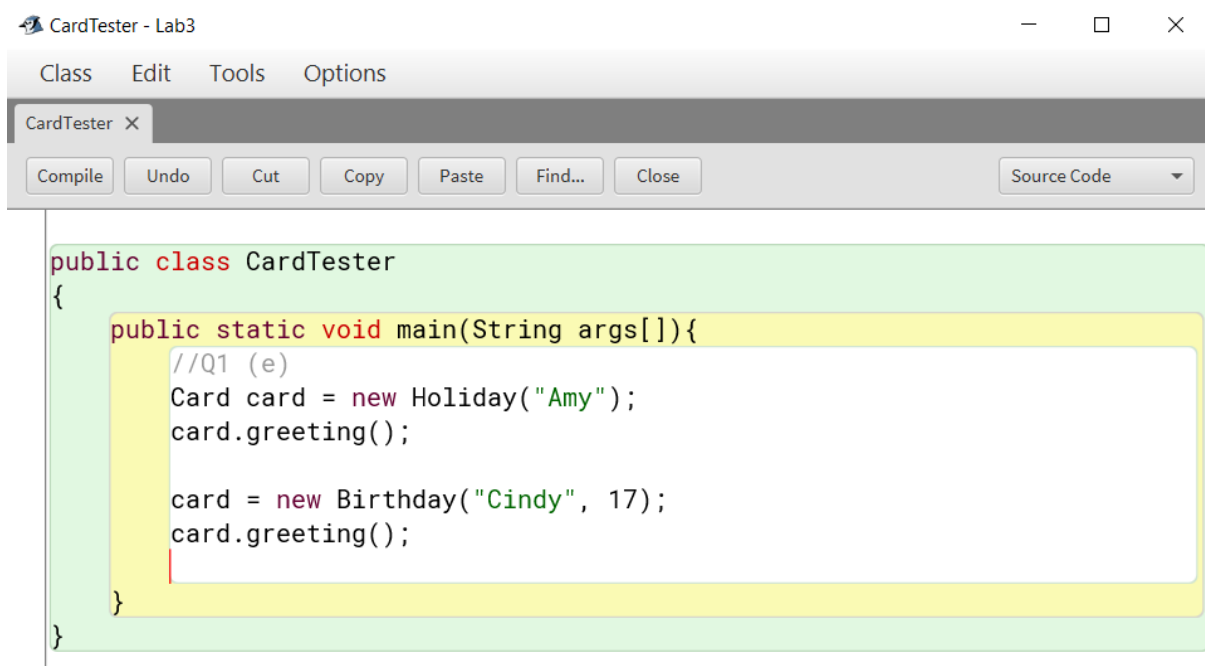 CardTester - Lab3
Class Edit Tools Options
CardTester
Compile Undo Cut Copy Paste Find... Close Source Code
public class CardTester
{
public static void main(String args[]){
//Q1 (e)
Card card = new Holiday("Amy");
card.greeting();
card = new Birthday("Cindy", 17);
card.greeting();
}
}